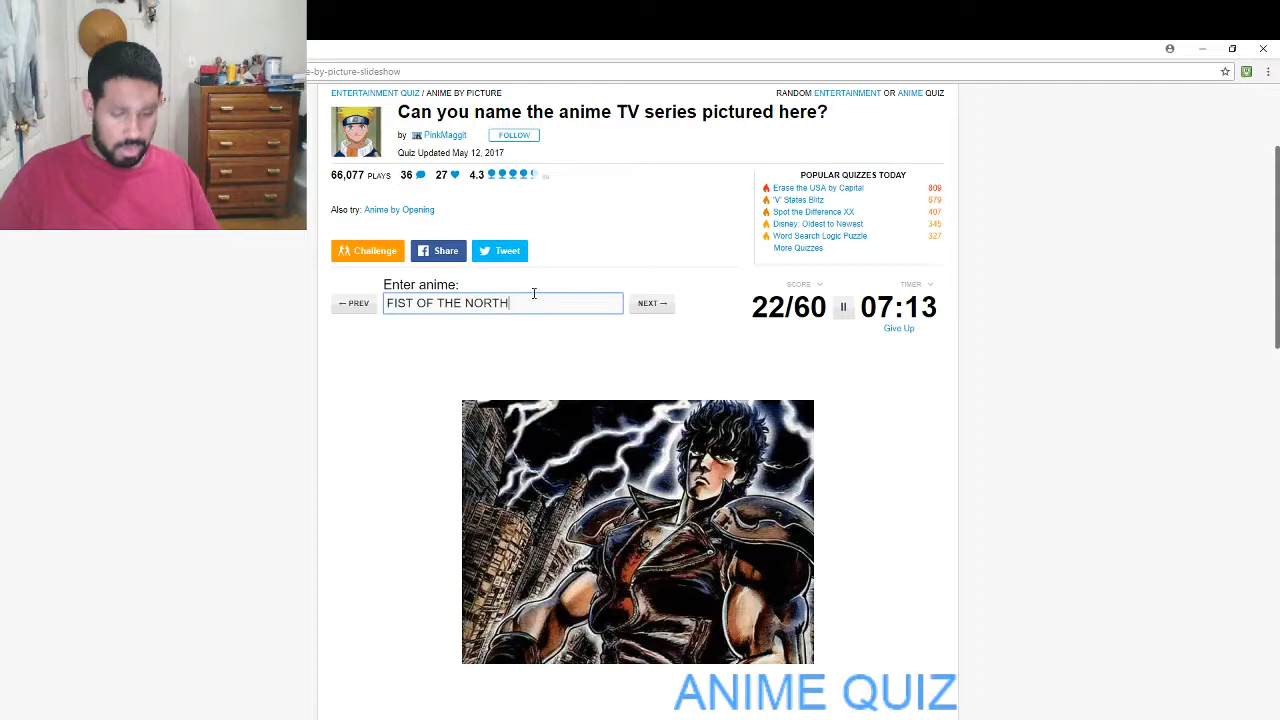 e-by-picture-slideshow
ENTERTAINMENT QUIZ / ANIME BY PICTURE
RANDOM ENTERTAINMENT OR ANIME QUIZ
Can you name the anime TV series pictured here?
by PinkMaggit FOLLOW
Quiz Updated May 12, 2017
66,077 PLAYS 36 27 4.3
POPULAR QUIZZES TODAY
Erase the USA by Capital 809
'V' States Blitz 679
Spot the Difference XX 407
Disney: Oldest to Newest 345
Word Search Logic Puzzle 327
More Quizzes
Also try: Anime by Opening
Challenge Share Tweet
Enter anime:
← PREV FIST OF THE NORTH NEXT →
SCORE TIMER
22/60 07:13
Give Up
ANIME QUIZ